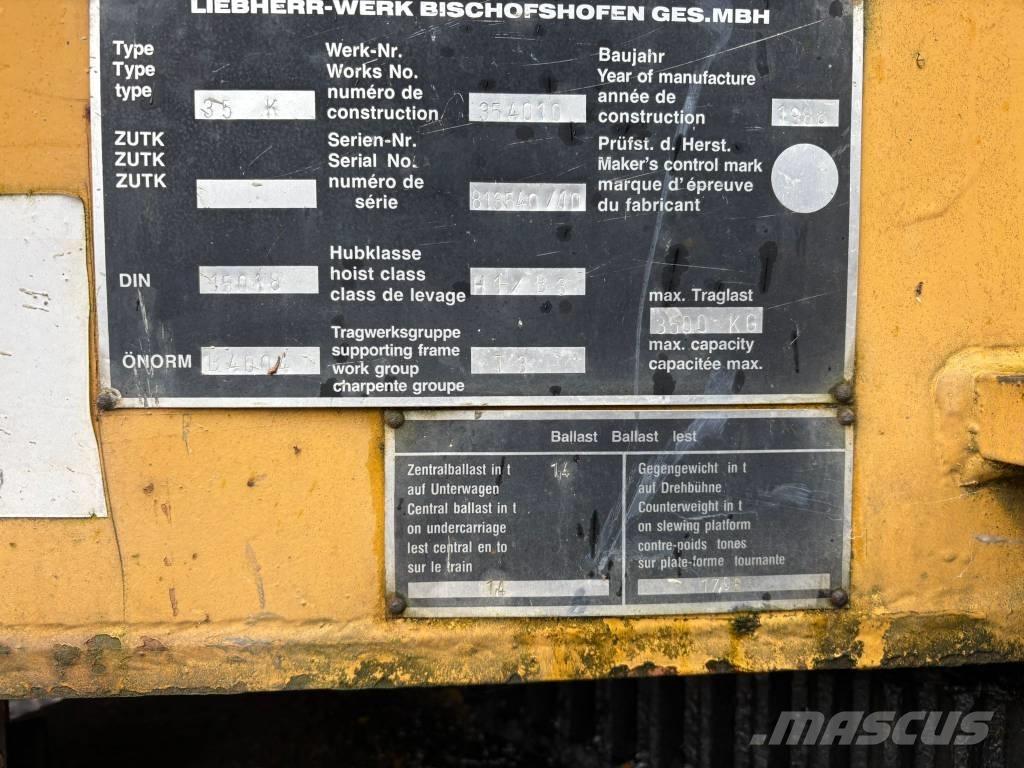 LIEBHERR-WERK BISCHOFSHOFEN GES.MBH
Type
Type
type
35 K
Werk-Nr.
Works No.
numéro de
construction
354010
Baujahr
Year of manufacture
année de
construction
ZUTK
ZUTK
ZUTK
Serien-Nr.
Serial No.
numéro de
série
Prüfst. d. Herst.
Maker's control mark
marque d'épreuve
du fabricant
DIN
15018
Hubklasse
hoist class
class de levage
H1/B3
max. Traglast
3500 KG
max. capacity
capacitée max.
ÖNORM
Tragwerksgruppe
supporting frame
work group
charpente groupe
Ballast Ballast lest
Zentralballast in t
14
auf Unterwagen
Central ballast in t
on undercarriage
lest central en to
sur le train
14
Gegengewicht in t
auf Drehbühne
Counterweight in t
on slewing platform
contre-poids tones
sur plate-forme tournante
MASCUS